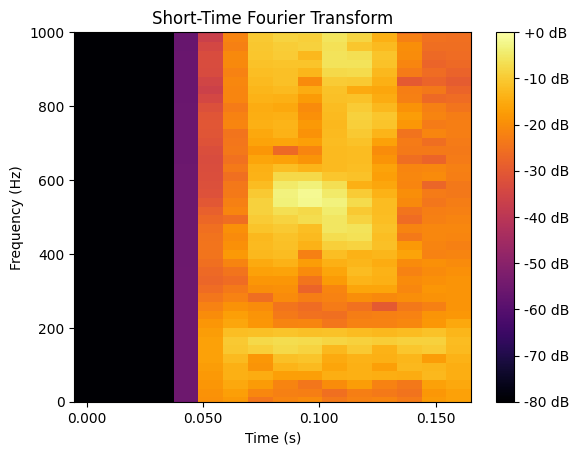 Short-Time Fourier Transform
1000
800
600
400
200
0
Frequency (Hz)
0.000
0.050
0.100
0.150
Time (s)
+0 dB
-10 dB
-20 dB
-30 dB
-40 dB
-50 dB
-60 dB
-70 dB
-80 dB